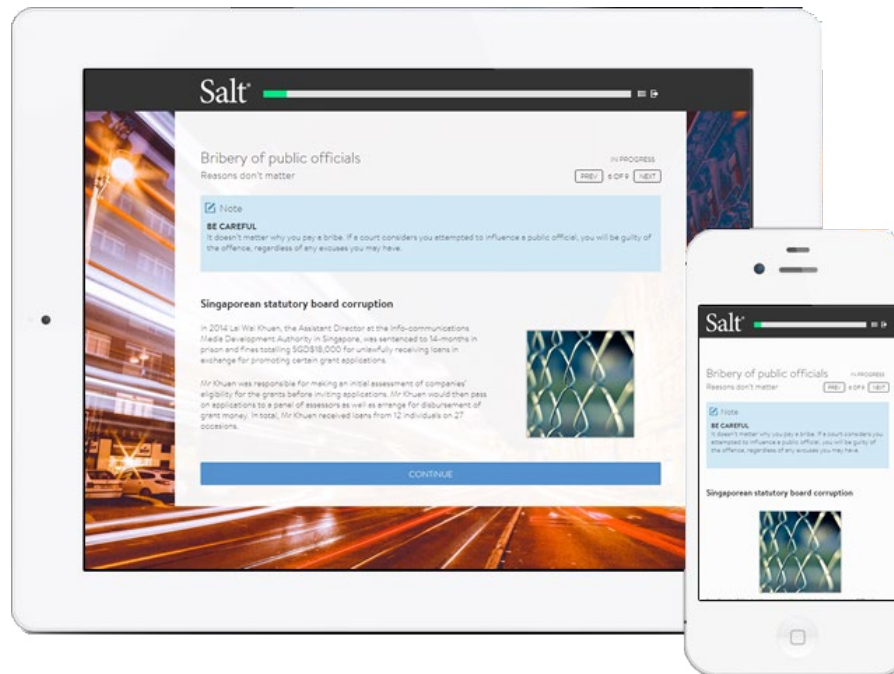 Salt
Bribery of public officials
IN PROGRESS
Reasons don't matter
PREV 6 OF 9 NEXT
Note
BE CAREFUL
It doesn't matter why you pay a bribe. If a court considers you attempted to influence a public official, you will be guilty of
the offence, regardless of any excuses you may have.
Singaporean statutory board corruption
In 2014 Lai Wai Khuen, the Assistant Director at the Info-communications
Media Development Authority in Singapore, was sentenced to 14-months in
prison and fines totalling SGD$18,000 for unlawfully receiving loans in
exchange for promoting certain grant applications.
Mr Khuen was responsible for making an initial assessment of companies'
eligibility for the grants before inviting applications. Mr Khuen would then pass
on applications to a panel of assessors as well as arrange for disbursement of
grant money. In total, Mr Khuen received loans from 12 individuals on 27
occasions.
CONTINUE
Salt
Bribery of public officials
IN PROGRESS
Reasons don't matter
PREV 6 OF 9 NEXT
Note
BE CAREFUL
It doesn't matter why you pay a bribe. If a court considers you
attempted to influence a public official, you will be guilty of
the offence, regardless of any excuses you may have.
Singaporean statutory board corruption